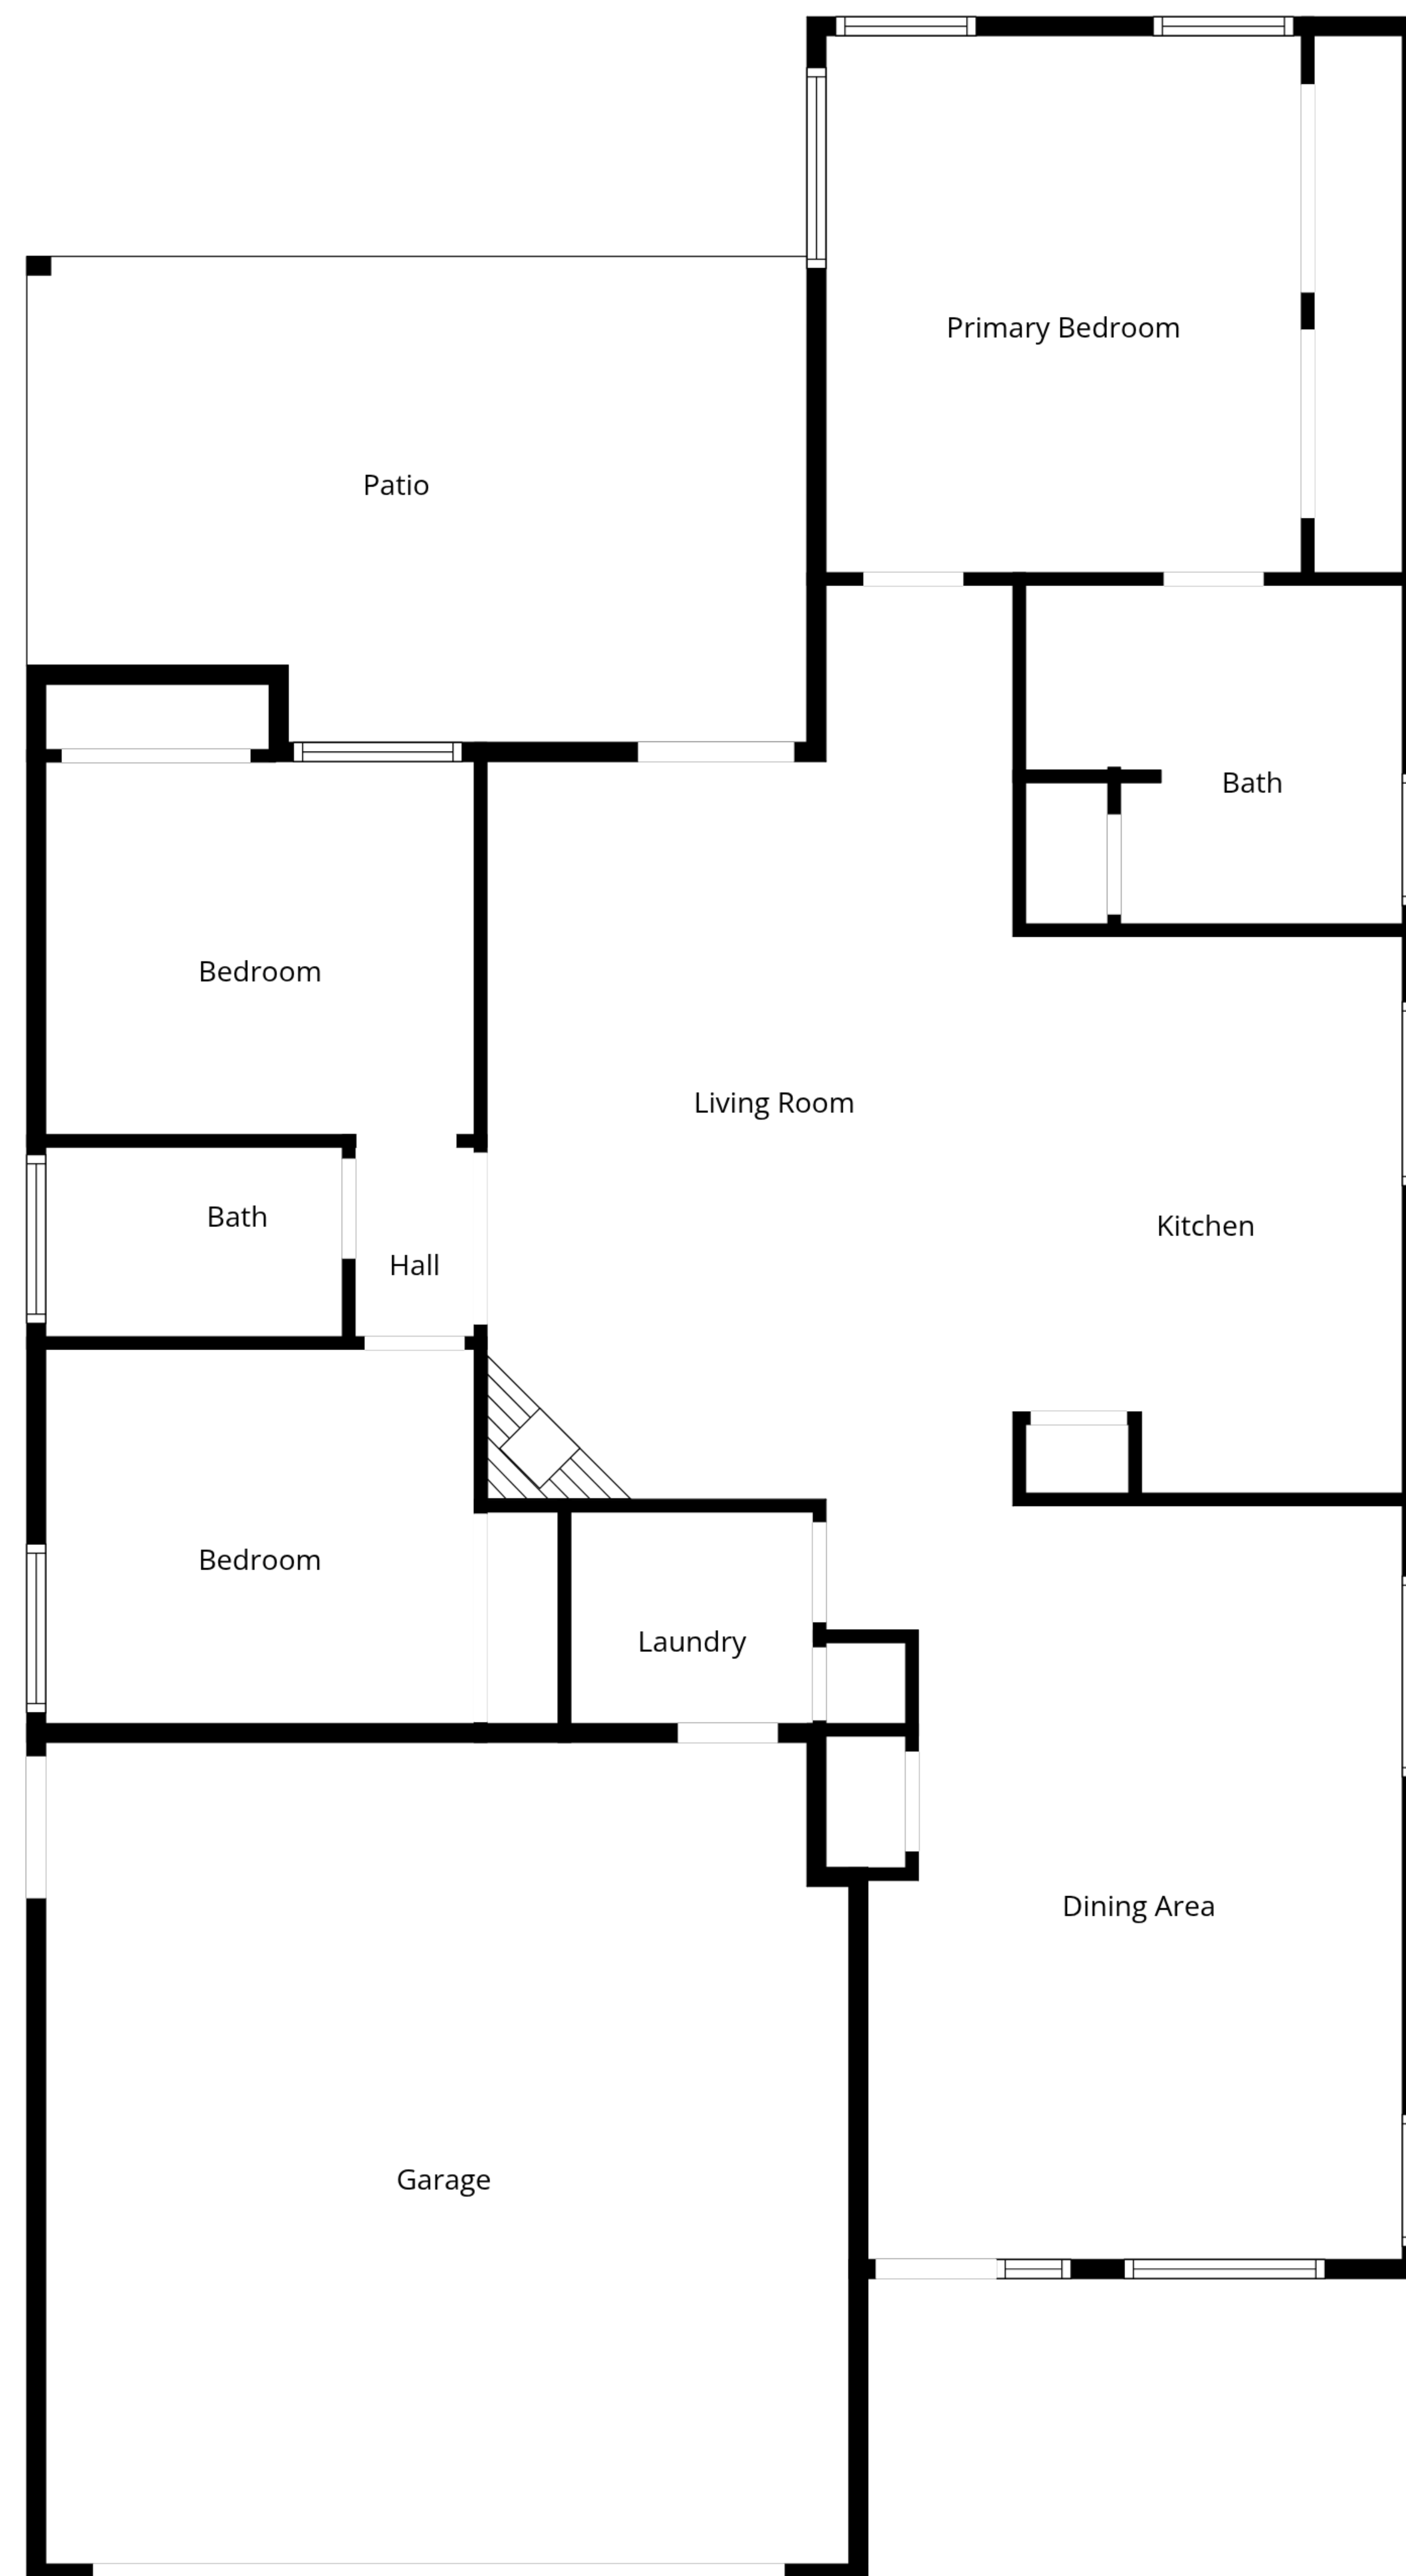 Primary Bedroom
Patio
Bath
Bedroom
Living Room
Bath
Kitchen
Hall
Bedroom
Laundry
Dining Area
Garage